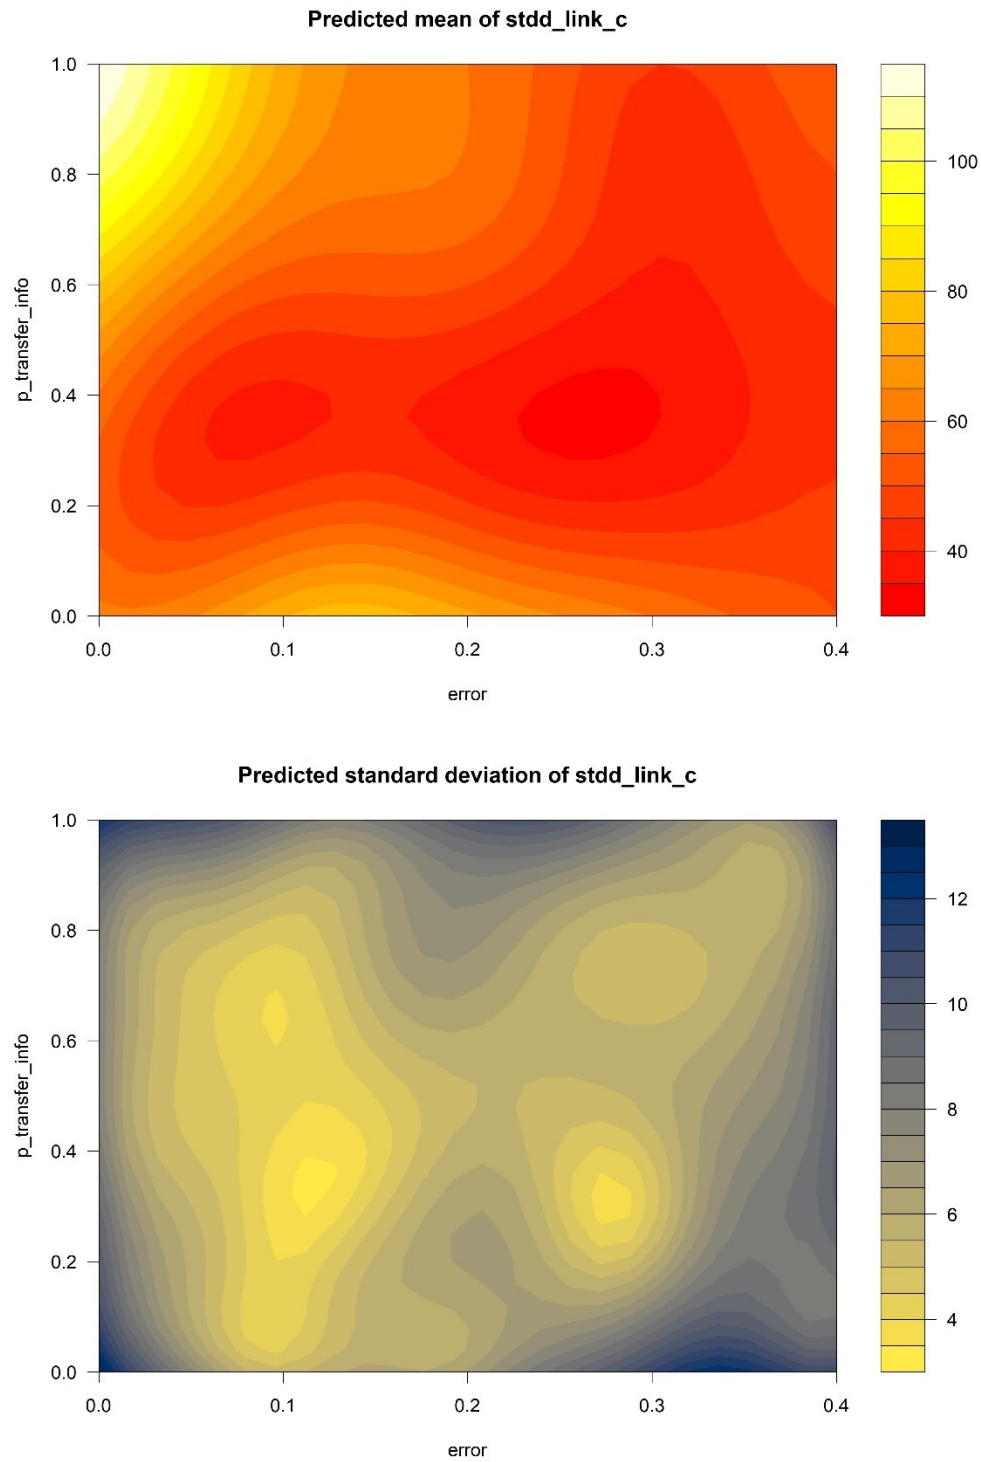 Predicted mean of stdd_link_c
1.0
0.8
0.6
0.4
0.2
0.0
p_transfer_info
0.0 0.1 0.2 0.3 0.4
error
100
80
60
40
Predicted standard deviation of stdd_link_c
1.0
0.8
0.6
0.4
0.2
0.0
p_transfer_info
0.0 0.1 0.2 0.3 0.4
error
12
10
8
6
4